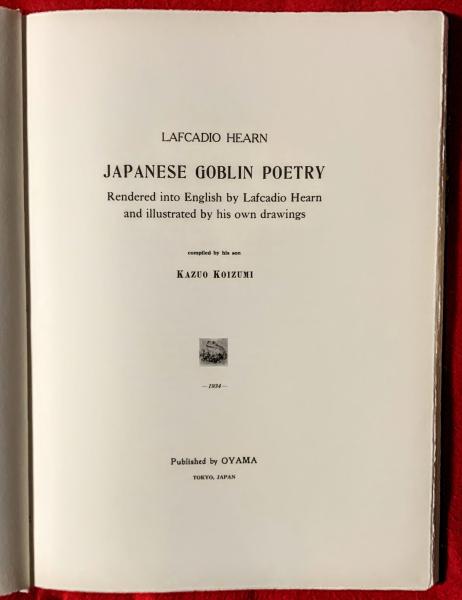 LAFCADIO HEARN
JAPANESE GOBLIN POETRY
Rendered into English by Lafcadio Hearn
and illustrated by his own drawings
compiled by his son
KAZUO KOIZUMI
—1934—
Published by OYAMA
TOKYO, JAPAN